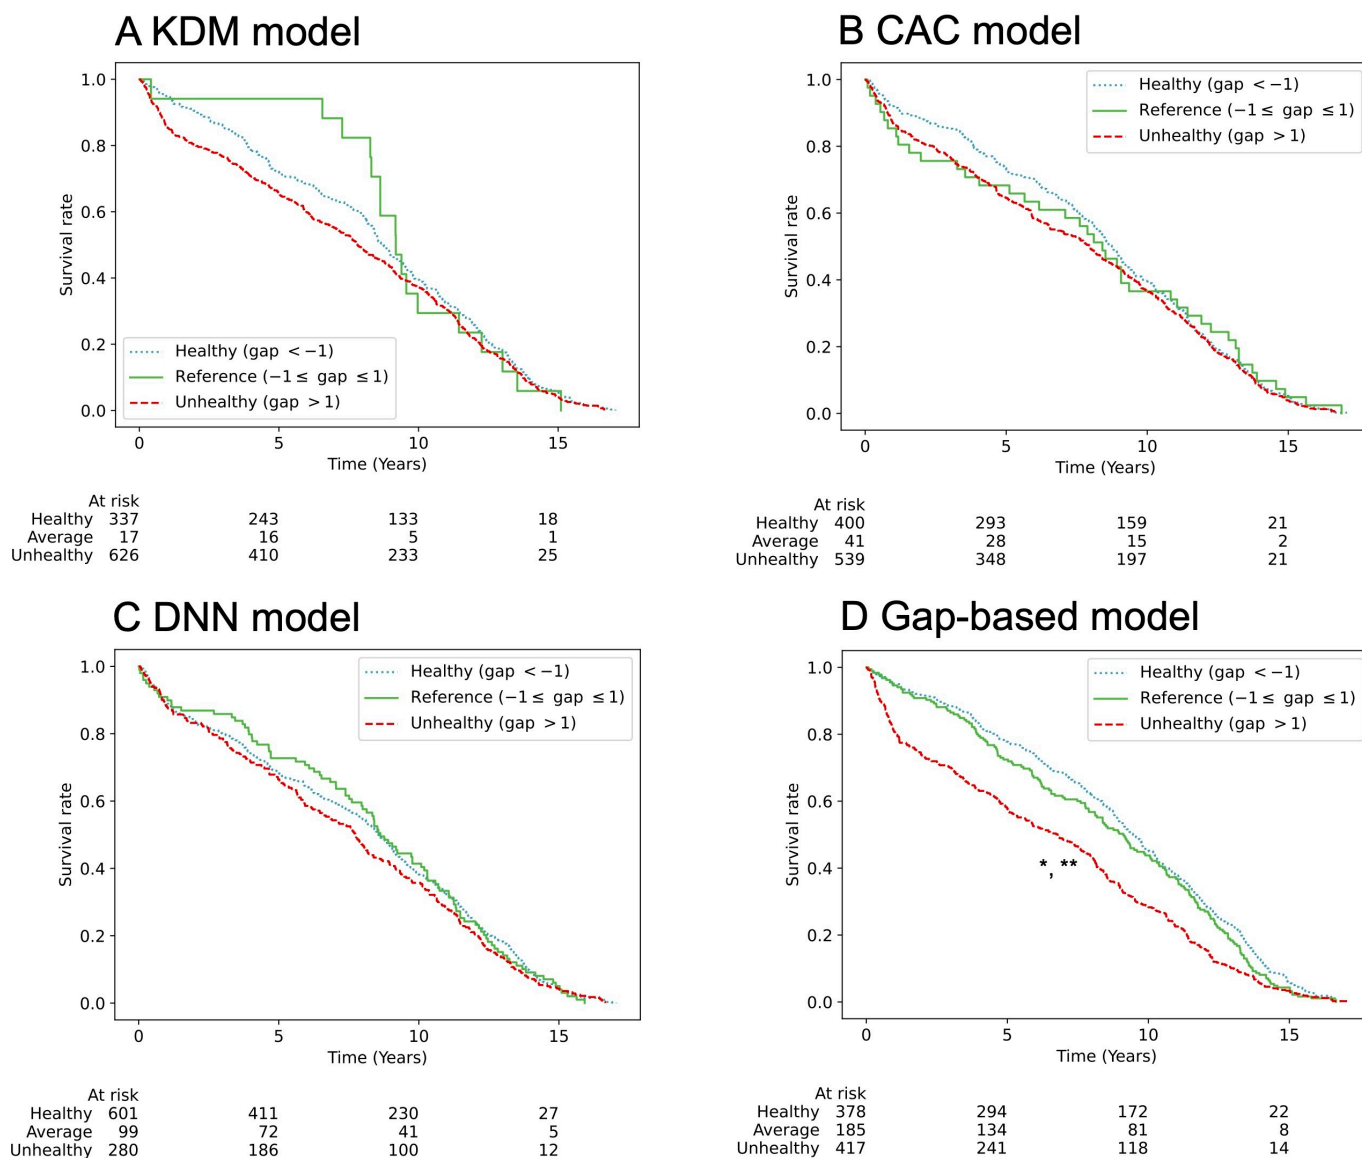 A KDM model
1.0
0.8
0.6
0.4
0.2
0.0
Survival rate
Healthy (gap <−1)
Reference (−1≤ gap ≤1)
Unhealthy (gap >1)
0 5 10 15
Time (Years)
At risk
Healthy 337 243 133 18
Average 17 16 5 1
Unhealthy 626 410 233 25
B CAC model
1.0
0.8
0.6
0.4
0.2
0.0
Survival rate
Healthy (gap <−1)
Reference (−1≤ gap ≤1)
Unhealthy (gap >1)
0 5 10 15
Time (Years)
At risk
Healthy 400 293 159 21
Average 41 28 15 2
Unhealthy 539 348 197 21
C DNN model
1.0
0.8
0.6
0.4
0.2
0.0
Survival rate
Healthy (gap <−1)
Reference (−1≤ gap ≤1)
Unhealthy (gap >1)
0 5 10 15
Time (Years)
At risk
Healthy 601 411 230 27
Average 99 72 41 5
Unhealthy 280 186 100 12
D Gap-based model
1.0
0.8
0.6
0.4
0.2
0.0
Survival rate
Healthy (gap <−1)
Reference (−1≤ gap ≤1)
Unhealthy (gap >1)
*, **
0 5 10 15
Time (Years)
At risk
Healthy 378 294 172 22
Average 185 134 81 8
Unhealthy 417 241 118 14